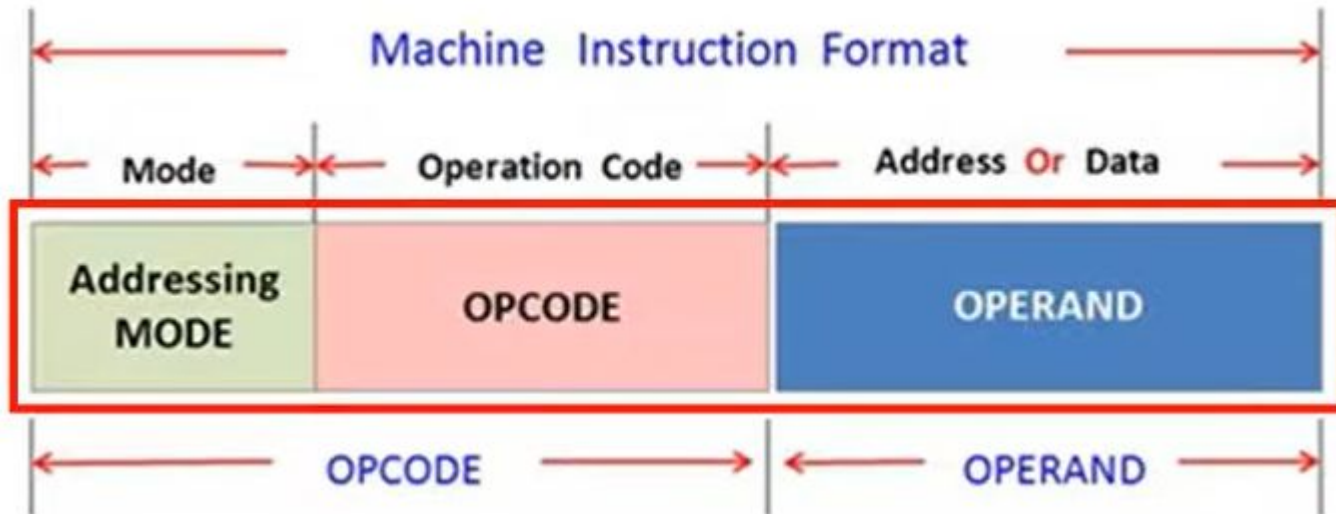 Machine Instruction Format
Mode Operation Code Address Or Data
Addressing
MODE
OPCODE
OPERAND
OPCODE OPERAND